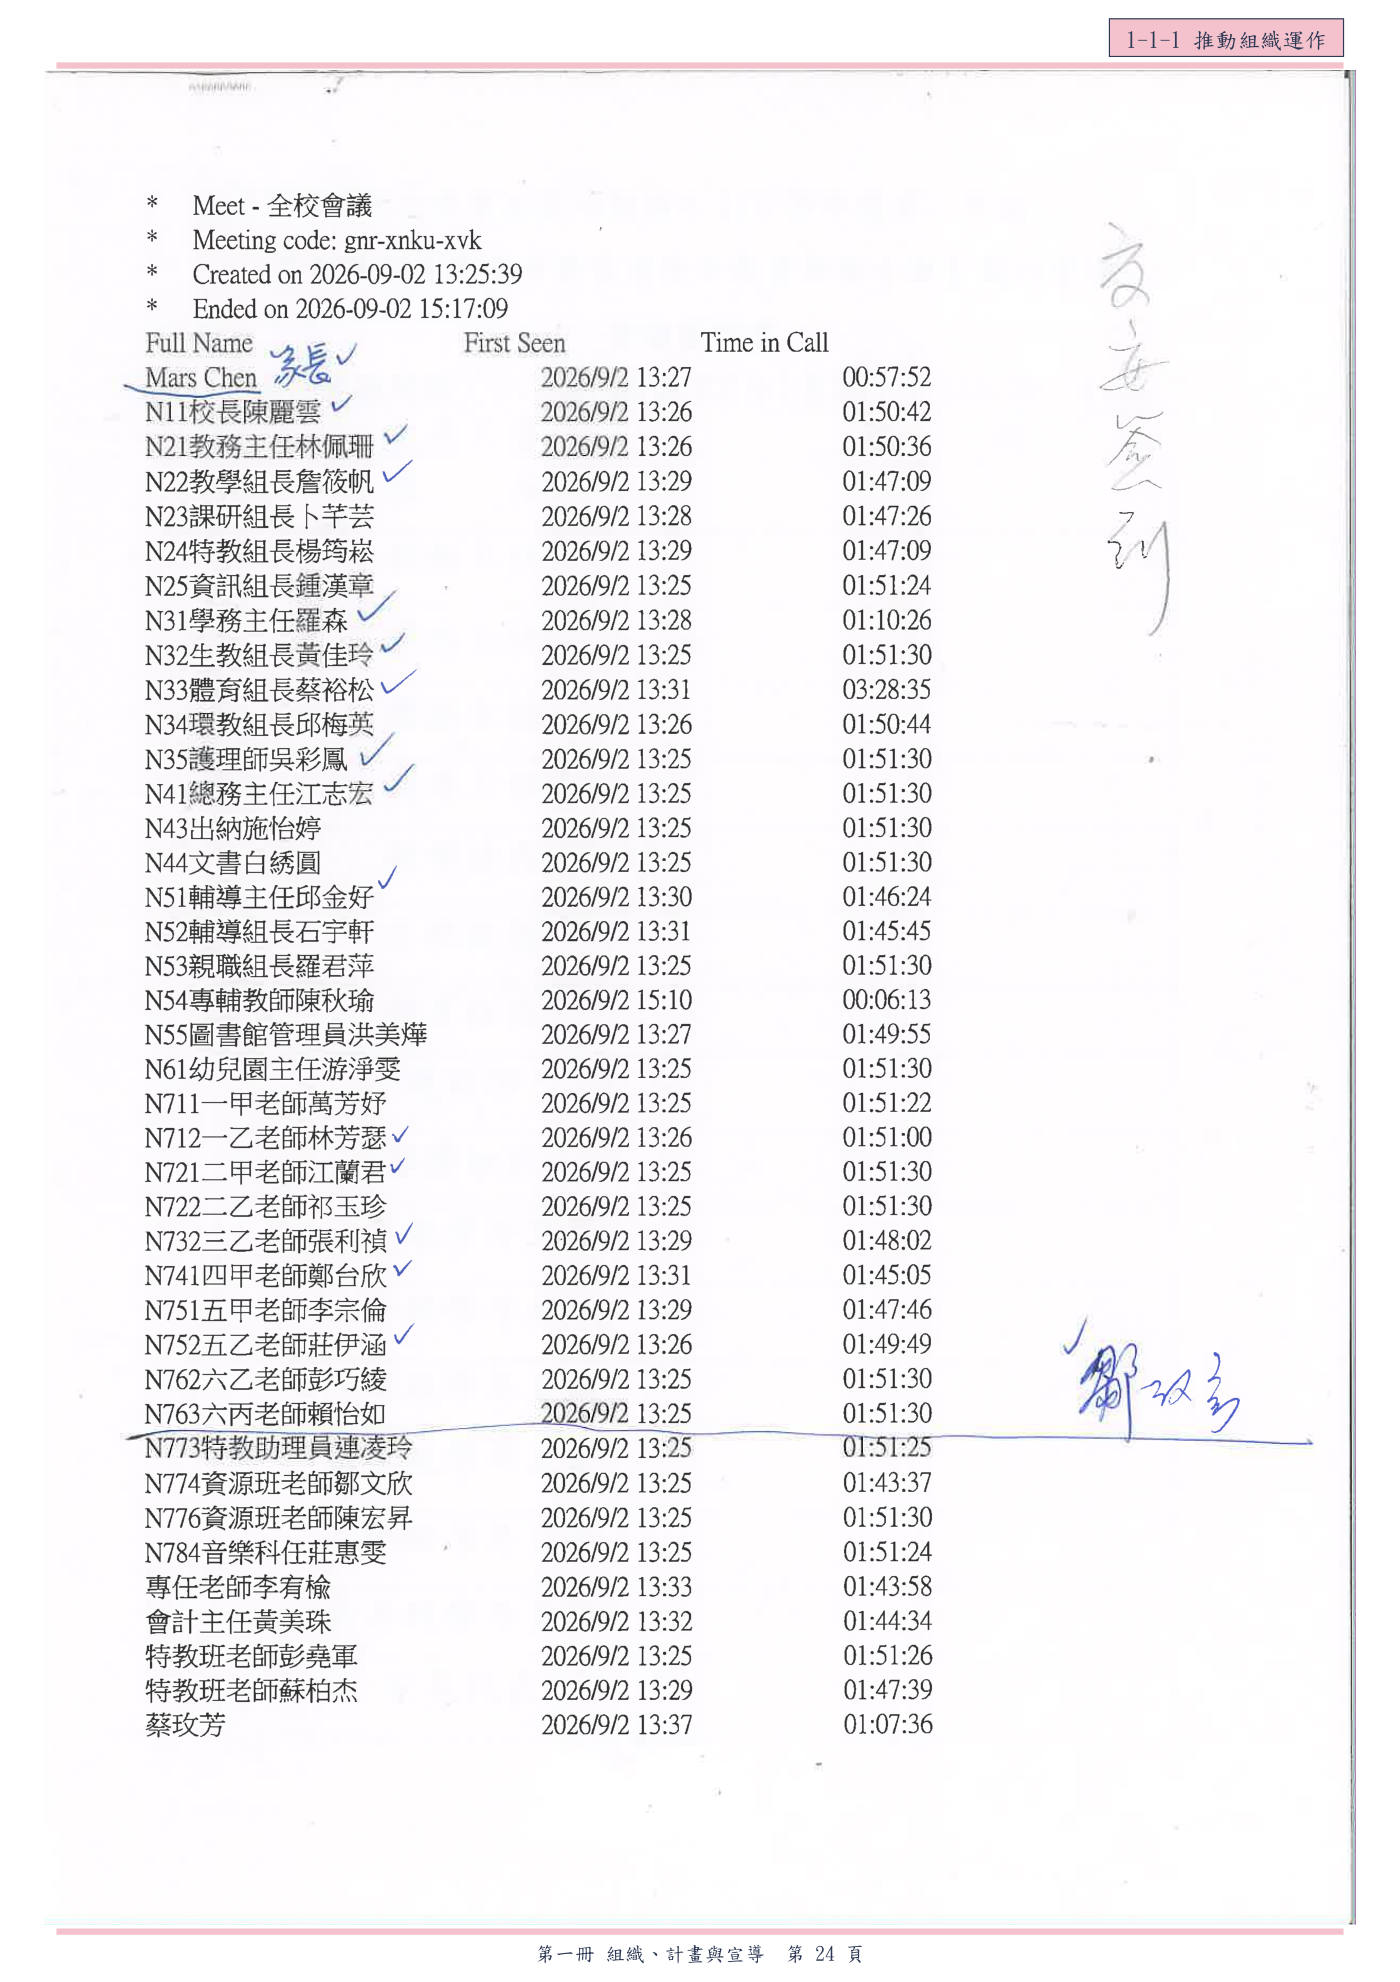 1-1-1 推動組織運作
* Meet - 全校會議
* Meeting code: gnr-xnku-xvk
* Created on 2026-09-02 13:25:39
* Ended on 2026-09-02 15:17:09
Full Name First Seen Time in Call
Mars Chen 家長 ✓ 2026/9/2 13:27 00:57:52
N11校長陳麗雲 ✓ 2026/9/2 13:26 01:50:42
N21教務主任林佩珊 ✓ 2026/9/2 13:26 01:50:36
N22教學組長詹筱帆 ✓ 2026/9/2 13:29 01:47:09
N23課研組長卜芊芸 2026/9/2 13:28 01:47:26
N24特教組長楊筠崧 2026/9/2 13:29 01:47:09
N25資訊組長鍾漢章 2026/9/2 13:25 01:51:24
N31學務主任羅森 ✓ 2026/9/2 13:28 01:10:26
N32生教組長黃佳玲 ✓ 2026/9/2 13:25 01:51:30
N33體育組長蔡裕松 ✓ 2026/9/2 13:31 03:28:35
N34環教組長邱梅英 2026/9/2 13:26 01:50:44
N35護理師吳彩鳳 ✓ 2026/9/2 13:25 01:51:30
N41總務主任江志宏 ✓ 2026/9/2 13:25 01:51:30
N43出納施怡婷 2026/9/2 13:25 01:51:30
N44文書白綉圓 2026/9/2 13:25 01:51:30
N51輔導主任邱金好 ✓ 2026/9/2 13:30 01:46:24
N52輔導組長石宇軒 2026/9/2 13:31 01:45:45
N53親職組長羅君萍 2026/9/2 13:25 01:51:30
N54專輔教師陳秋瑜 2026/9/2 15:10 00:06:13
N55圖書館管理員洪美燁 2026/9/2 13:27 01:49:55
N61幼兒園主任游淨雯 2026/9/2 13:25 01:51:30
N711一甲老師萬芳妤 2026/9/2 13:25 01:51:22
N712一乙老師林芳瑟 ✓ 2026/9/2 13:26 01:51:00
N721二甲老師江蘭君 ✓ 2026/9/2 13:25 01:51:30
N722二乙老師祁玉珍 2026/9/2 13:25 01:51:30
N732三乙老師張利禎 ✓ 2026/9/2 13:29 01:48:02
N741四甲老師鄭台欣 ✓ 2026/9/2 13:31 01:45:05
N751五甲老師李宗倫 2026/9/2 13:29 01:47:46
N752五乙老師莊伊涵 ✓ 2026/9/2 13:26 01:49:49
N762六乙老師彭巧綾 2026/9/2 13:25 01:51:30
N763六丙老師賴怡如 2026/9/2 13:25 01:51:30
N773特教助理員連凌玲 2026/9/2 13:25 01:51:25
N774資源班老師鄒文欣 2026/9/2 13:25 01:43:37
N776資源班老師陳宏昇 2026/9/2 13:25 01:51:30
N784音樂科任莊惠雯 2026/9/2 13:25 01:51:24
專任老師李宥榆 2026/9/2 13:33 01:43:58
會計主任黃美珠 2026/9/2 13:32 01:44:34
特教班老師彭堯軍 2026/9/2 13:25 01:51:26
特教班老師蘇柏杰 2026/9/2 13:29 01:47:39
蔡玫芳 2026/9/2 13:37 01:07:36
交安簽到
✓ 鄒
第一冊 組織、計畫與宣導 第 24 頁